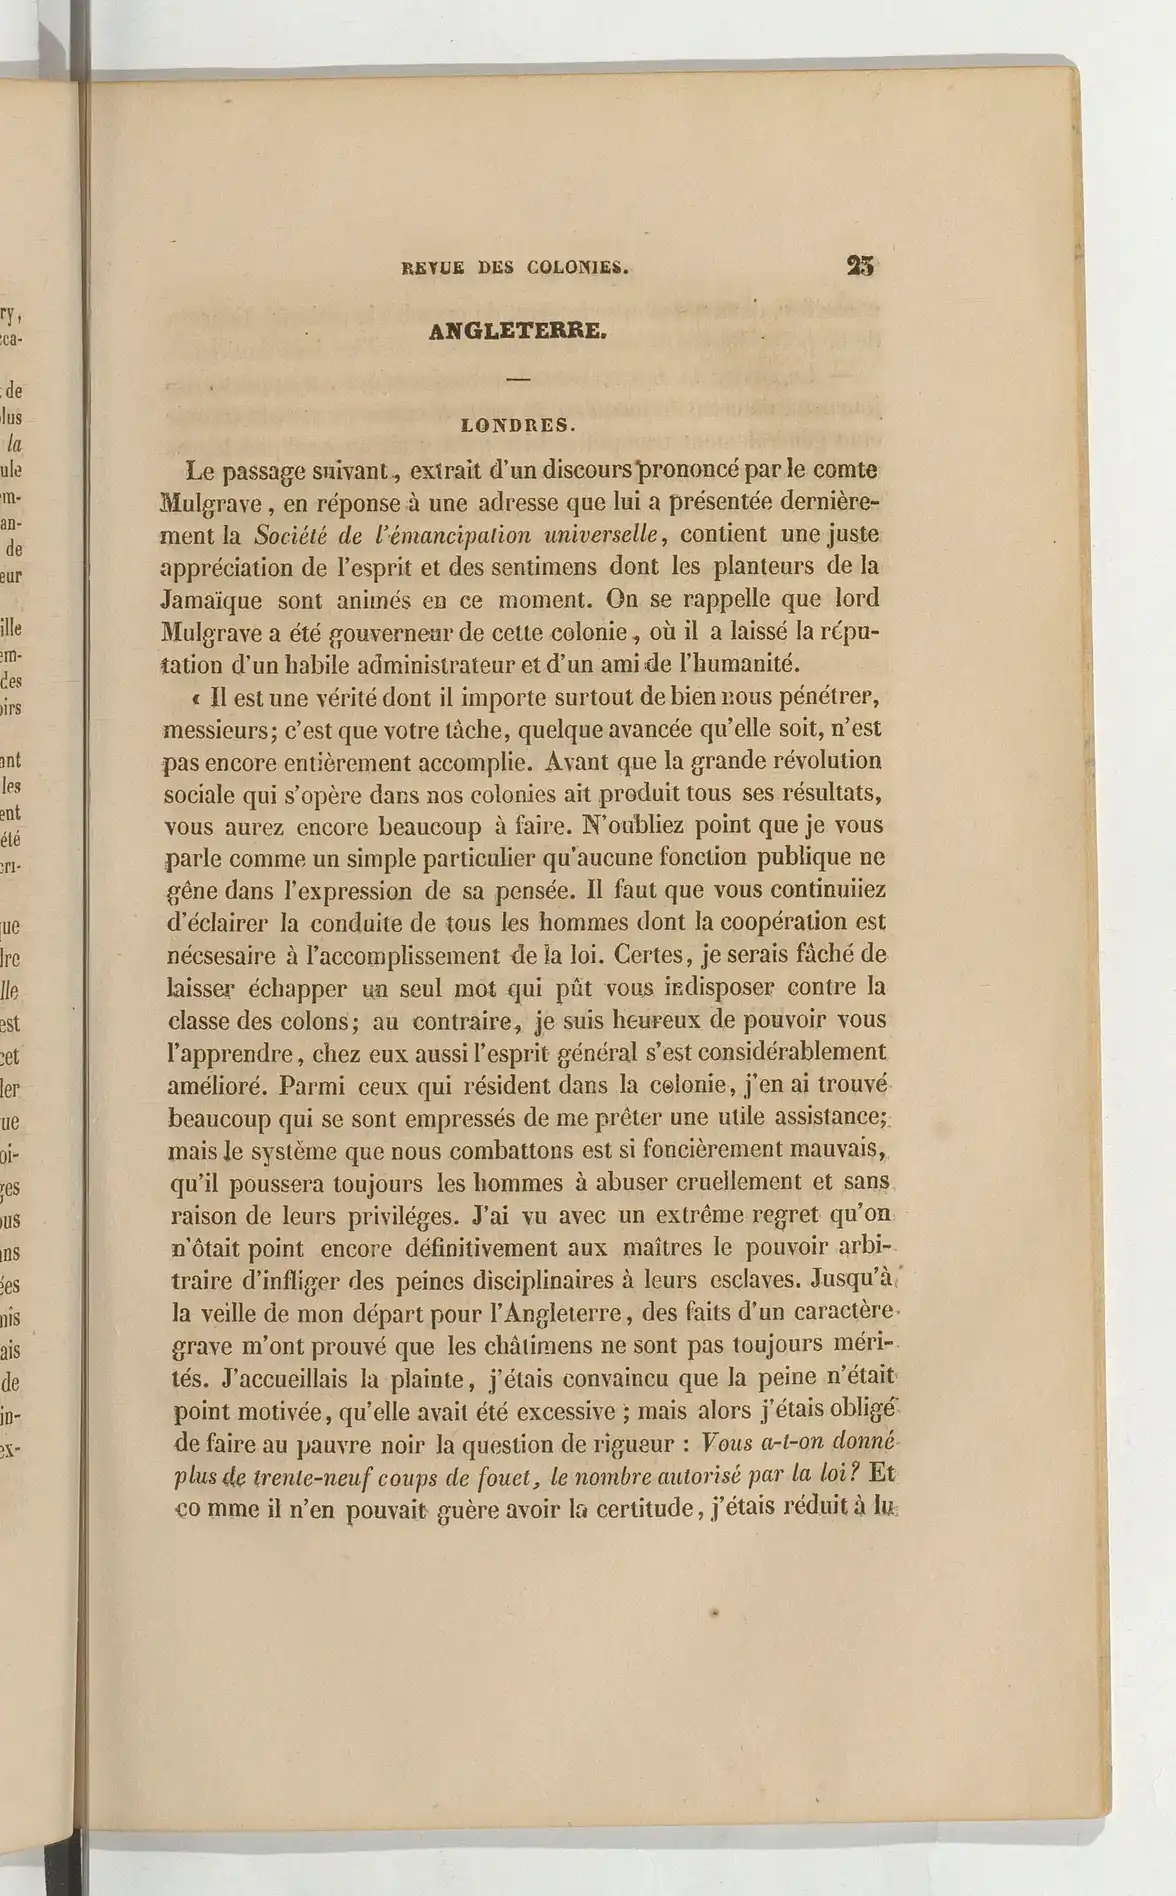 REVUE DES COLONIES. 23
ANGLETERRE.
LONDRES.
Le passage suivant, extrait d'un discours prononcé par le comte
Mulgrave, en réponse à une adresse que lui a présentée dernière-
ment la Société de l'émancipation universelle, contient une juste
appréciation de l'esprit et des sentimens dont les planteurs de la
Jamaïque sont animés en ce moment. On se rappelle que lord
Mulgrave a été gouverneur de cette colonie, où il a laissé la répu-
tation d'un habile administrateur et d'un ami de l'humanité.
« Il est une vérité dont il importe surtout de bien nous pénétrer,
messieurs; c'est que votre tâche, quelque avancée qu'elle soit, n'est
pas encore entièrement accomplie. Avant que la grande révolution
sociale qui s'opère dans nos colonies ait produit tous ses résultats,
vous aurez encore beaucoup à faire. N'oubliez point que je vous
parle comme un simple particulier qu'aucune fonction publique ne
gêne dans l'expression de sa pensée. Il faut que vous continuiiez
d'éclairer la conduite de tous les hommes dont la coopération est
nécsesaire à l'accomplissement de la loi. Certes, je serais fâché de
laisser échapper un seul mot qui pût vous indisposer contre la
classe des colons; au contraire, je suis heureux de pouvoir vous
l'apprendre, chez eux aussi l'esprit général s'est considérablement
amélioré. Parmi ceux qui résident dans la colonie, j'en ai trouvé
beaucoup qui se sont empressés de me prêter une utile assistance;
mais le système que nous combattons est si foncièrement mauvais,
qu'il poussera toujours les hommes à abuser cruellement et sans
raison de leurs priviléges. J'ai vu avec un extrême regret qu'on
n'ôtait point encore définitivement aux maîtres le pouvoir arbi-
traire d'infliger des peines disciplinaires à leurs esclaves. Jusqu'à
la veille de mon départ pour l'Angleterre, des faits d'un caractère
grave m'ont prouvé que les châtimens ne sont pas toujours méri-
tés. J'accueillais la plainte, j'étais convaincu que la peine n'était
point motivée, qu'elle avait été excessive; mais alors j'étais obligé
de faire au pauvre noir la question de rigueur : Vous a-t-on donné
plus de trente-neuf coups de fouet, le nombre autorisé par la loi? Et
co mme il n'en pouvait guère avoir la certitude, j'étais réduit à lu